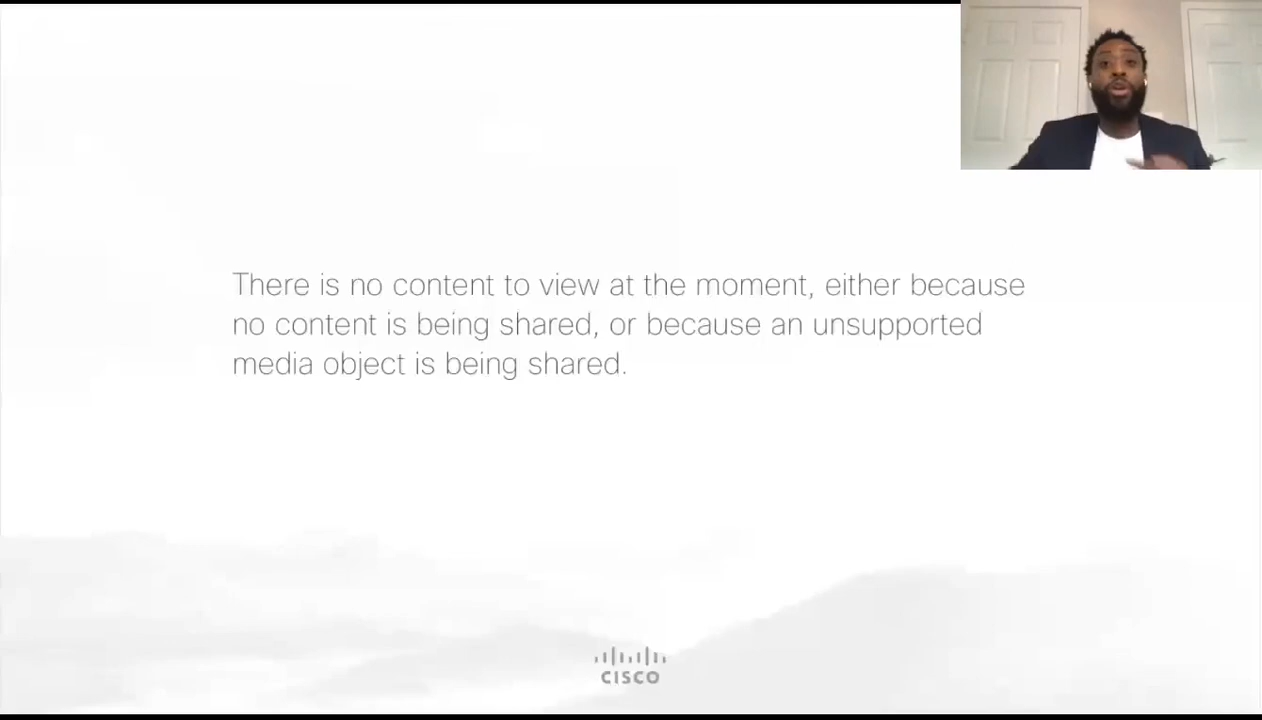 There is no content to view at the moment, either because
no content is being shared, or because an unsupported
media object is being shared.
CISCO